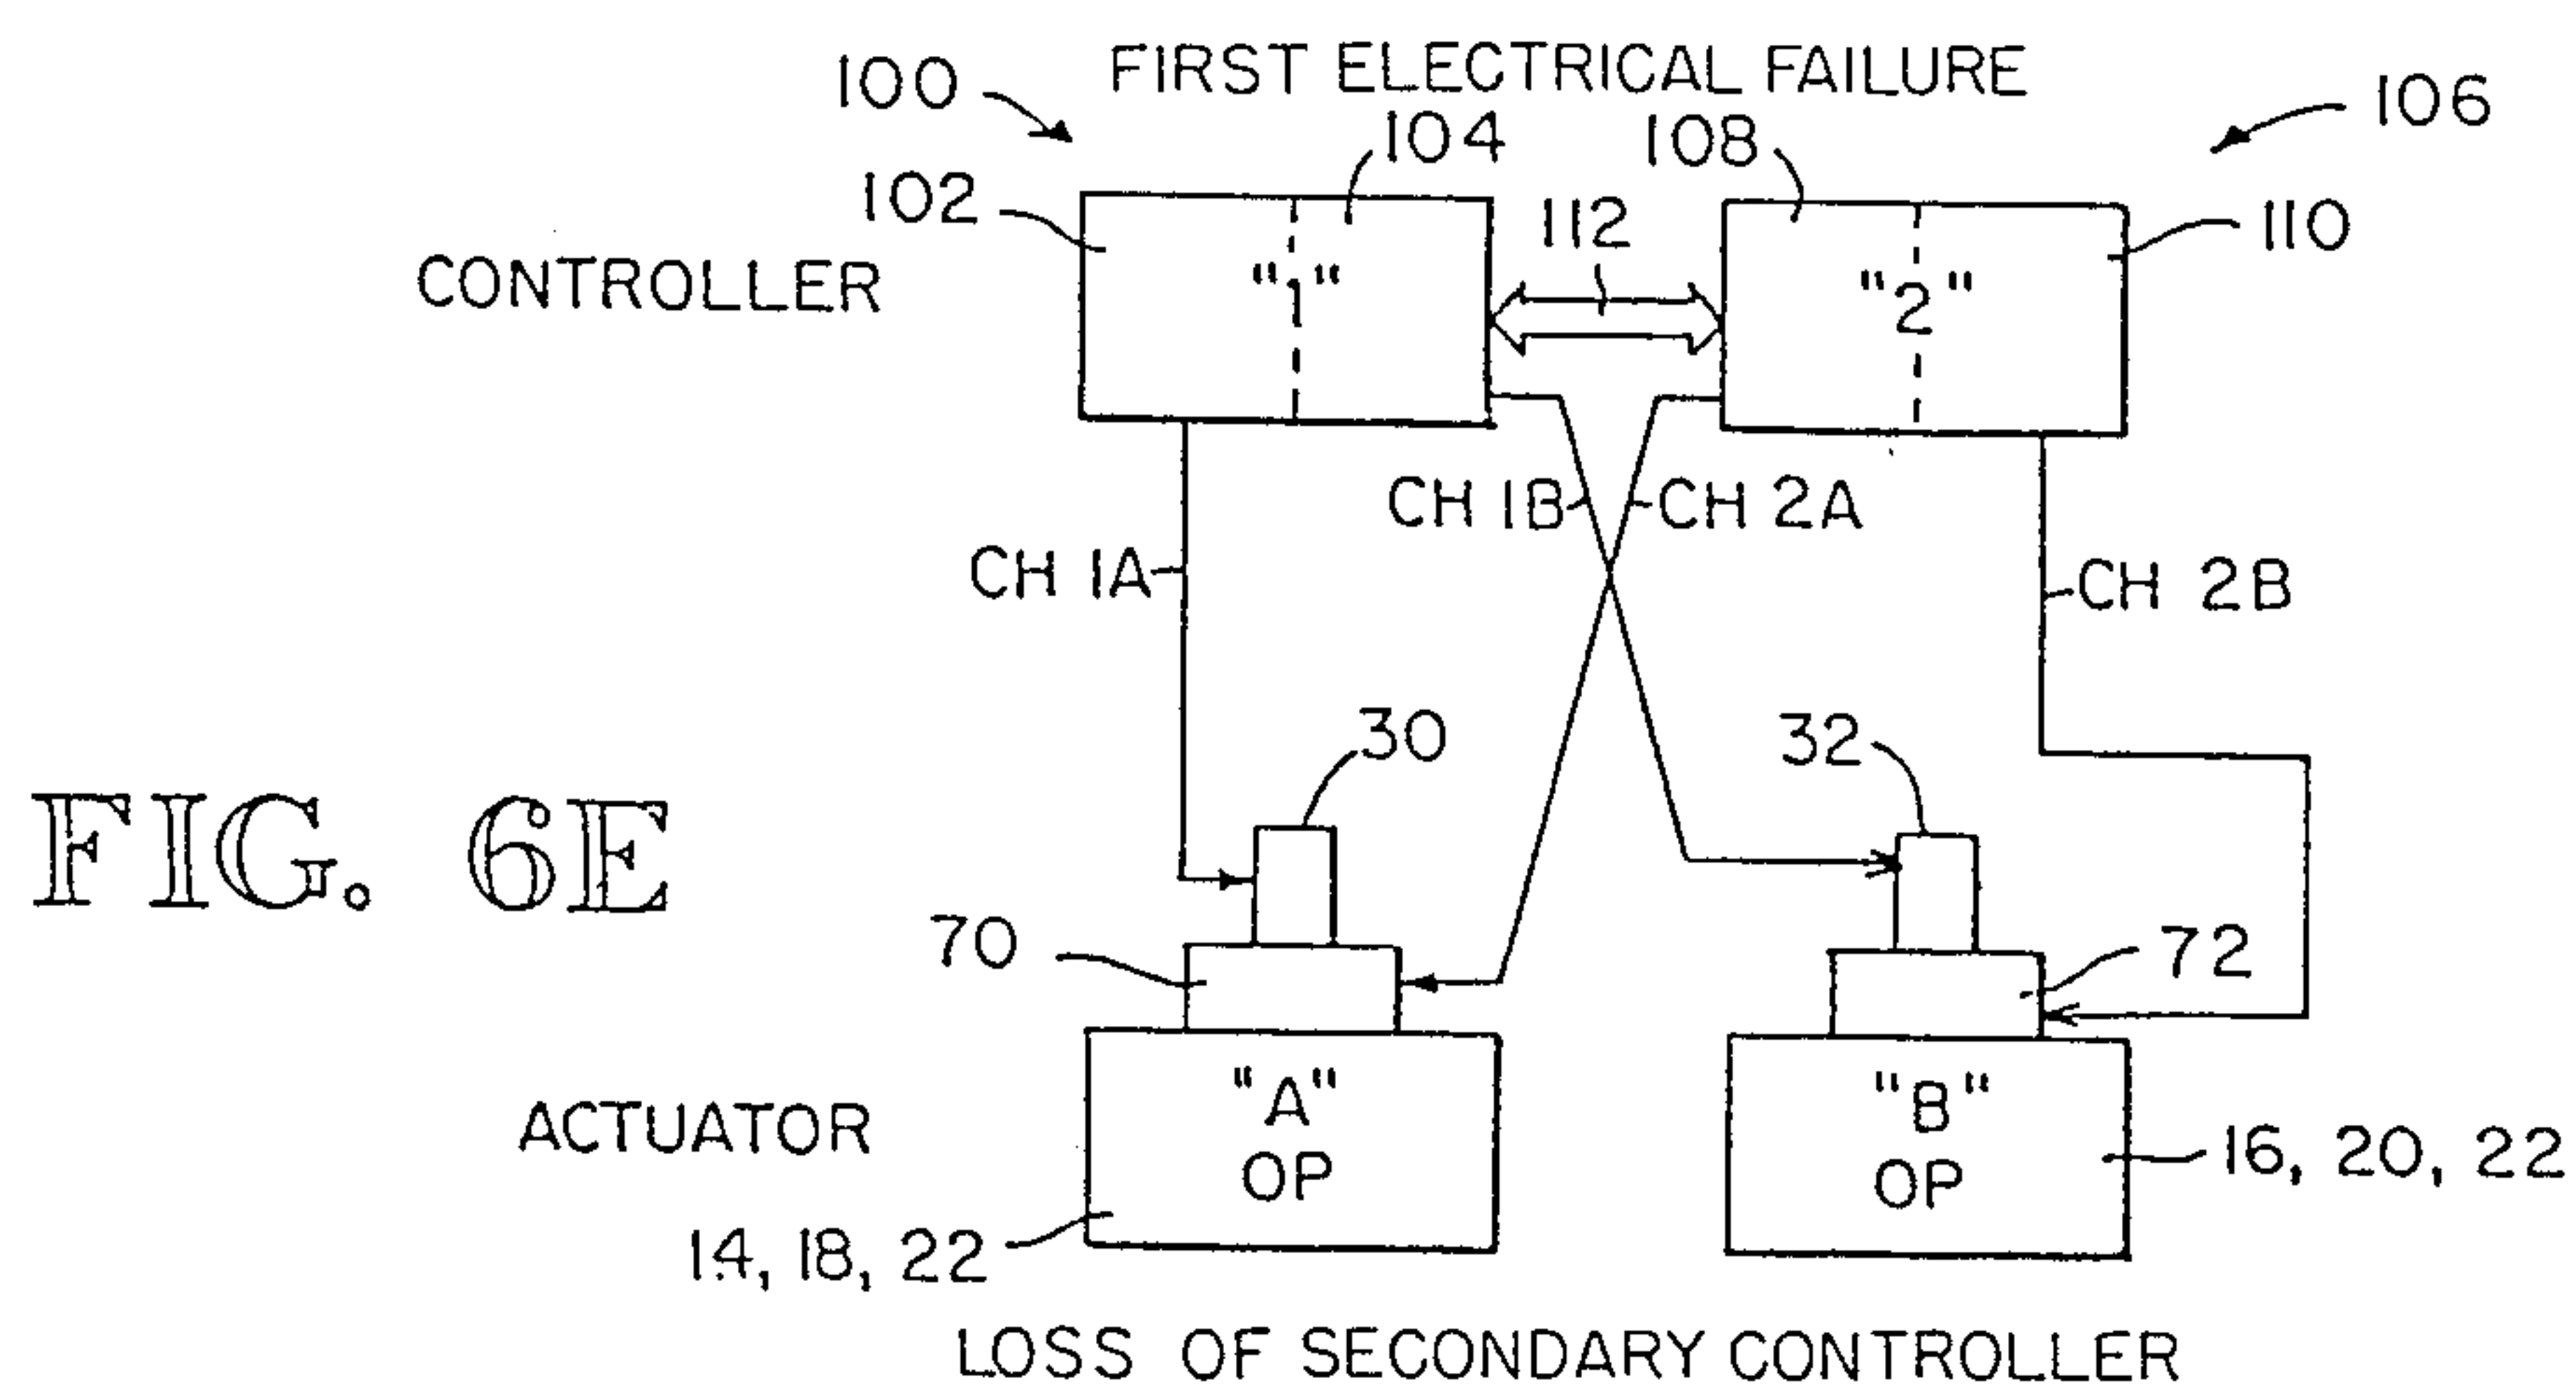 FIRST ELECTRICAL FAILURE
100
106
104
108
102
112
110
CONTROLLER
"1"
"2"
CH 1B
CH 2A
CH 1A
CH 2B
30
32
FIG. 6E
70
72
"A"
"B"
ACTUATOR
OP
OP
16, 20, 22
14, 18, 22
LOSS OF SECONDARY CONTROLLER